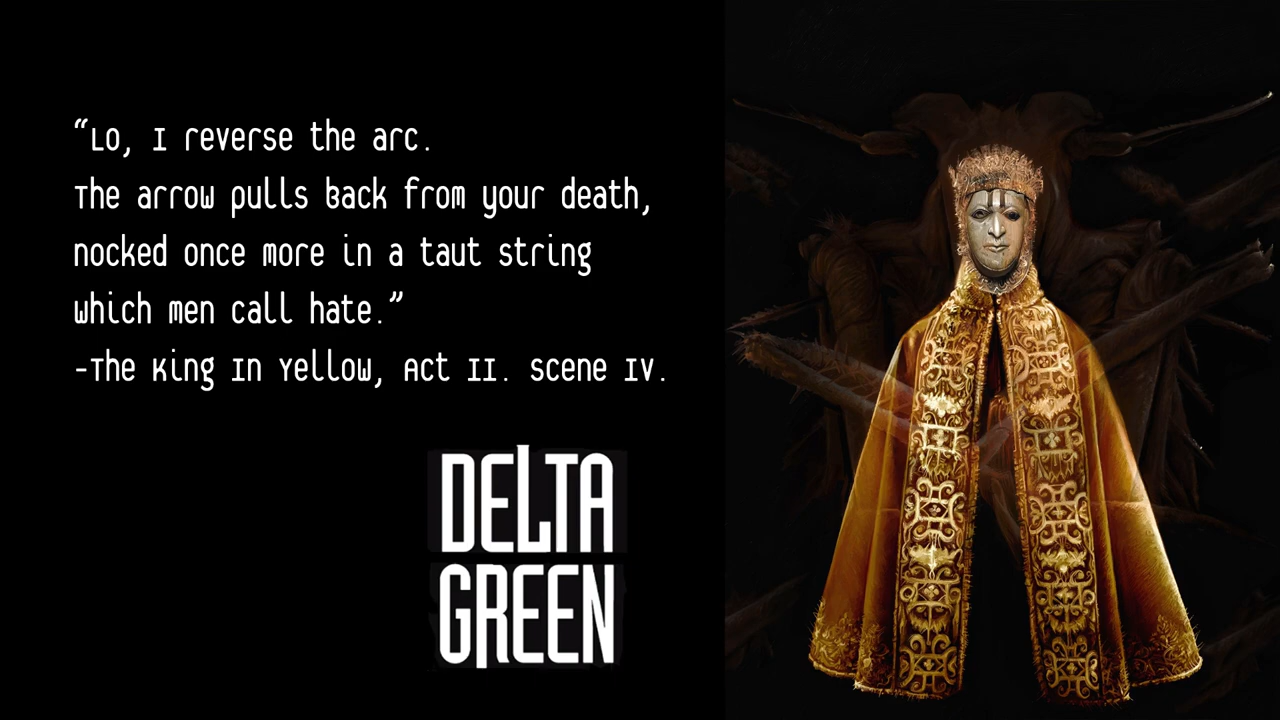 “Lo, I reverse the arc.
The arrow pulls back from your death,
nocked once more in a taut string
which men call hate.”
-The King In Yellow, Act II. scene IV.
DELTA
GREEN